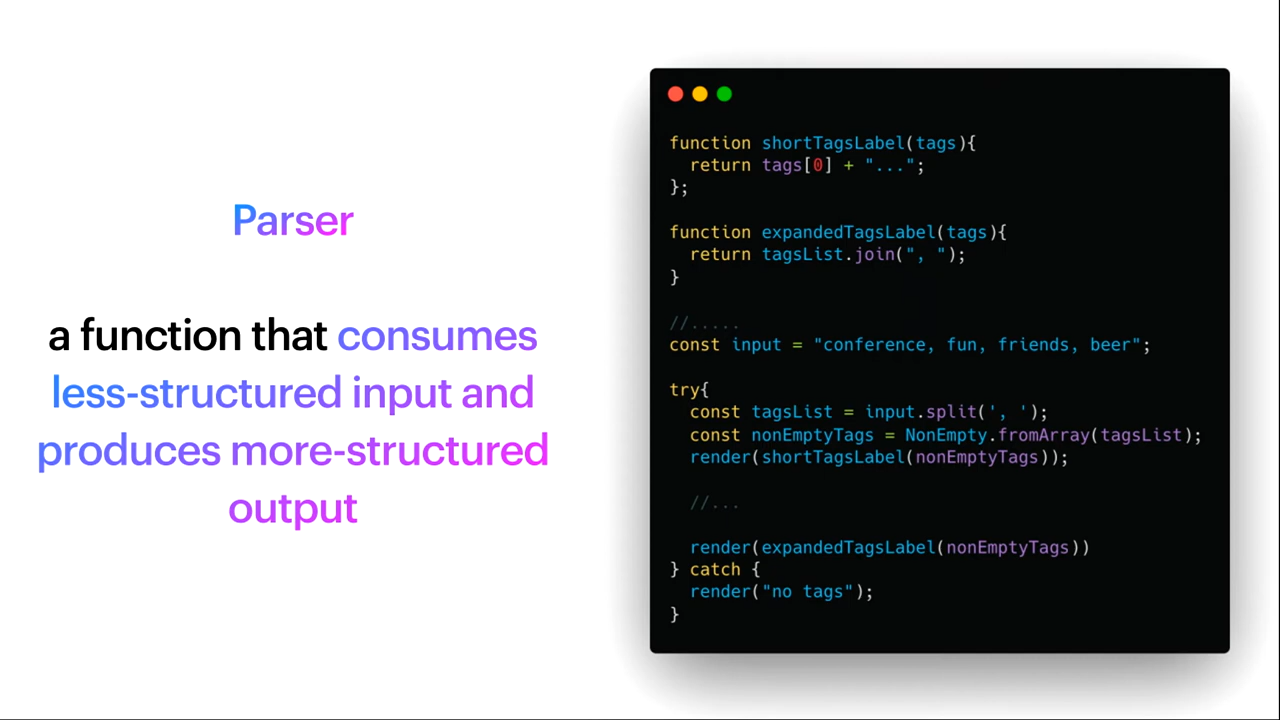 Parser
a function that consumes
less-structured input and
produces more-structured
output
function shortTagsLabel(tags){
  return tags[0] + "...";
};
function expandedTagsLabel(tags){
  return tagsList.join(", ");
}
//.....
const input = "conference, fun, friends, beer";
try{
  const tagsList = input.split(', ');
  const nonEmptyTags = NonEmpty.fromArray(tagsList);
  render(shortTagsLabel(nonEmptyTags));
  //...
  render(expandedTagsLabel(nonEmptyTags))
} catch {
  render("no tags");
}